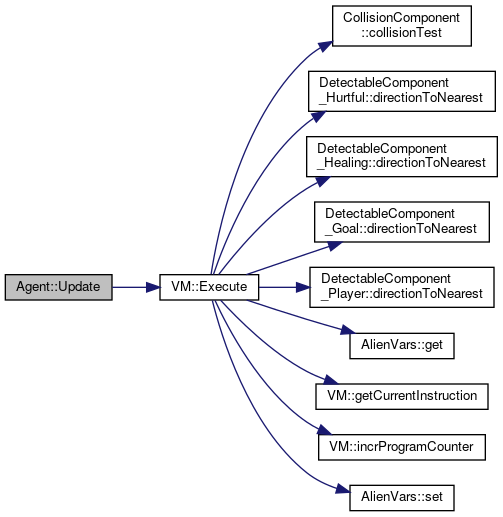 CollisionComponent
::collisionTest
DetectableComponent
_Hurtful::directionToNearest
DetectableComponent
_Healing::directionToNearest
DetectableComponent
_Goal::directionToNearest
Agent::Update
VM::Execute
DetectableComponent
_Player::directionToNearest
AlienVars::get
VM::getCurrentInstruction
VM::incrProgramCounter
AlienVars::set